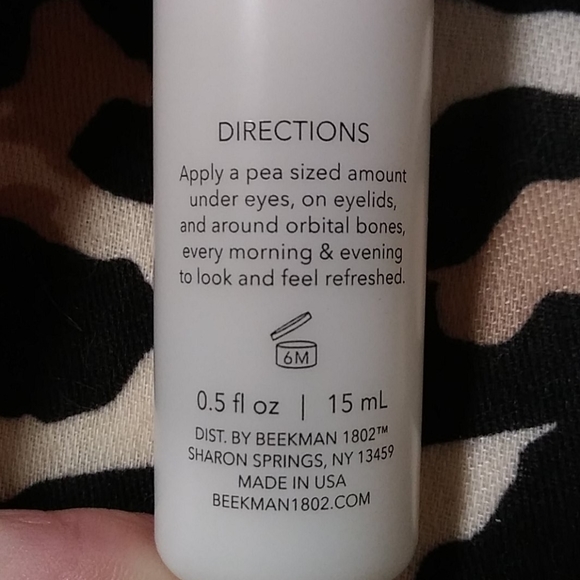 DIRECTIONS
Apply a pea sized amount
under eyes, on eyelids,
and around orbital bones,
every morning & evening
to look and feel refreshed.
6M
0.5 fl oz | 15 mL
DIST. BY BEEKMAN 1802™
SHARON SPRINGS, NY 13459
MADE IN USA
BEEKMAN1802.COM